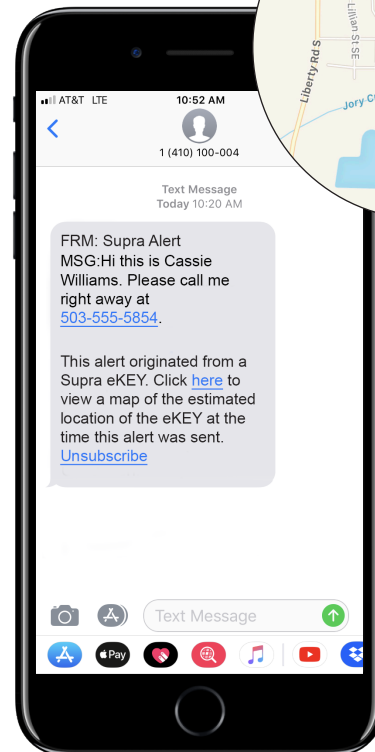 AT&T LTE
10:52 AM
1 (410) 100-004
Text Message
Today 10:20 AM
FRM: Supra Alert
MSG:Hi this is Cassie
Williams. Please call me
right away at
503-555-5854.
This alert originated from a
Supra eKEY. Click here to
view a map of the estimated
location of the eKEY at the
time this alert was sent.
Unsubscribe
Text Message
Pay
Liberty Rd S
Lillian St SE
Jory